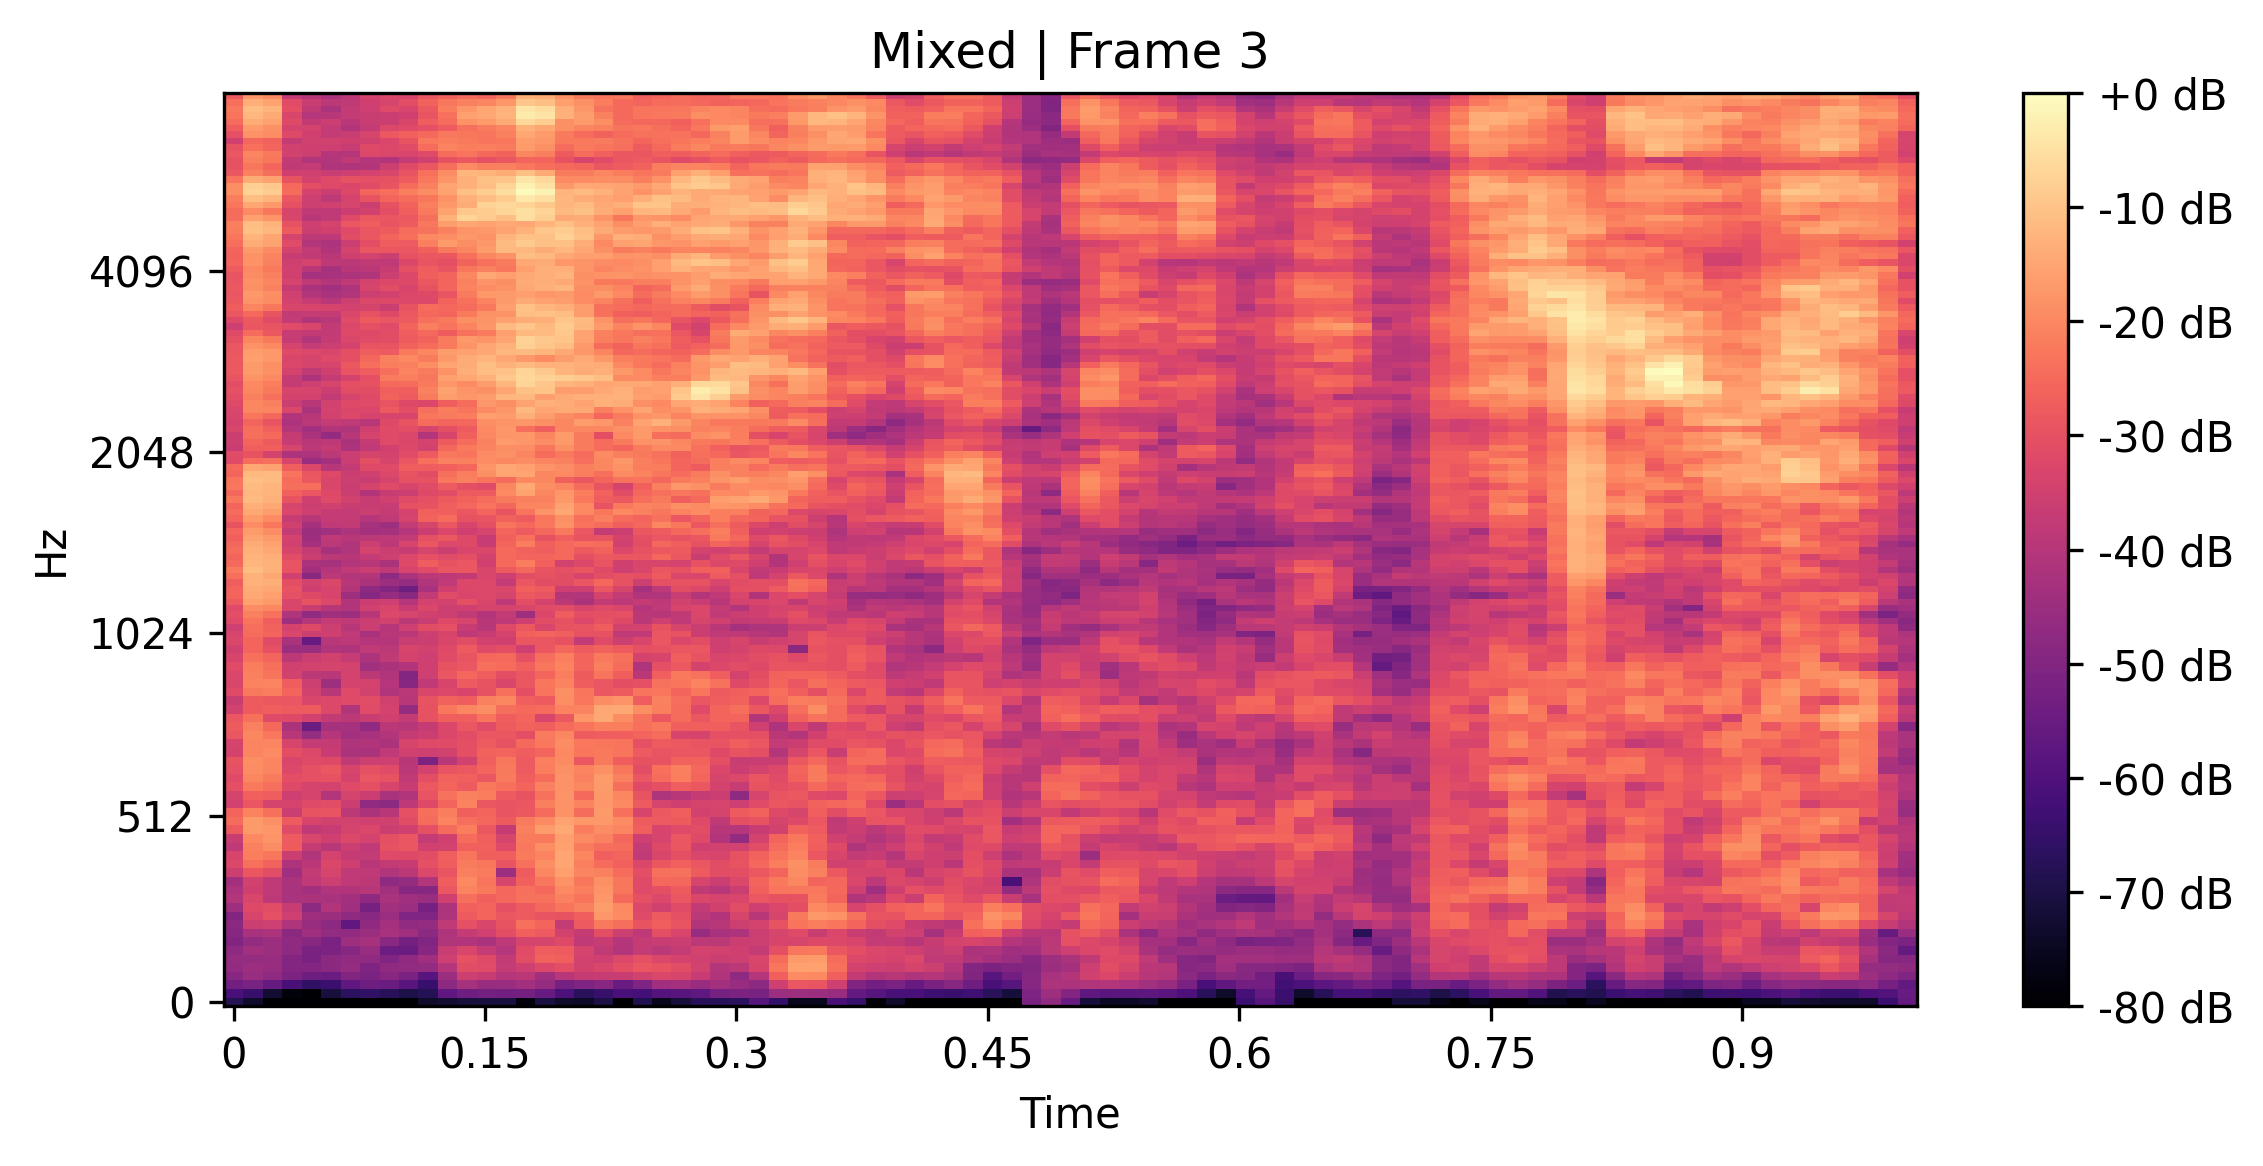 Mixed | Frame 3
+0 dB
-10 dB
-20 dB
-30 dB
-40 dB
-50 dB
-60 dB
-70 dB
-80 dB
Hz
4096
2048
1024
512
0
0 0.15 0.3 0.45 0.6 0.75 0.9
Time